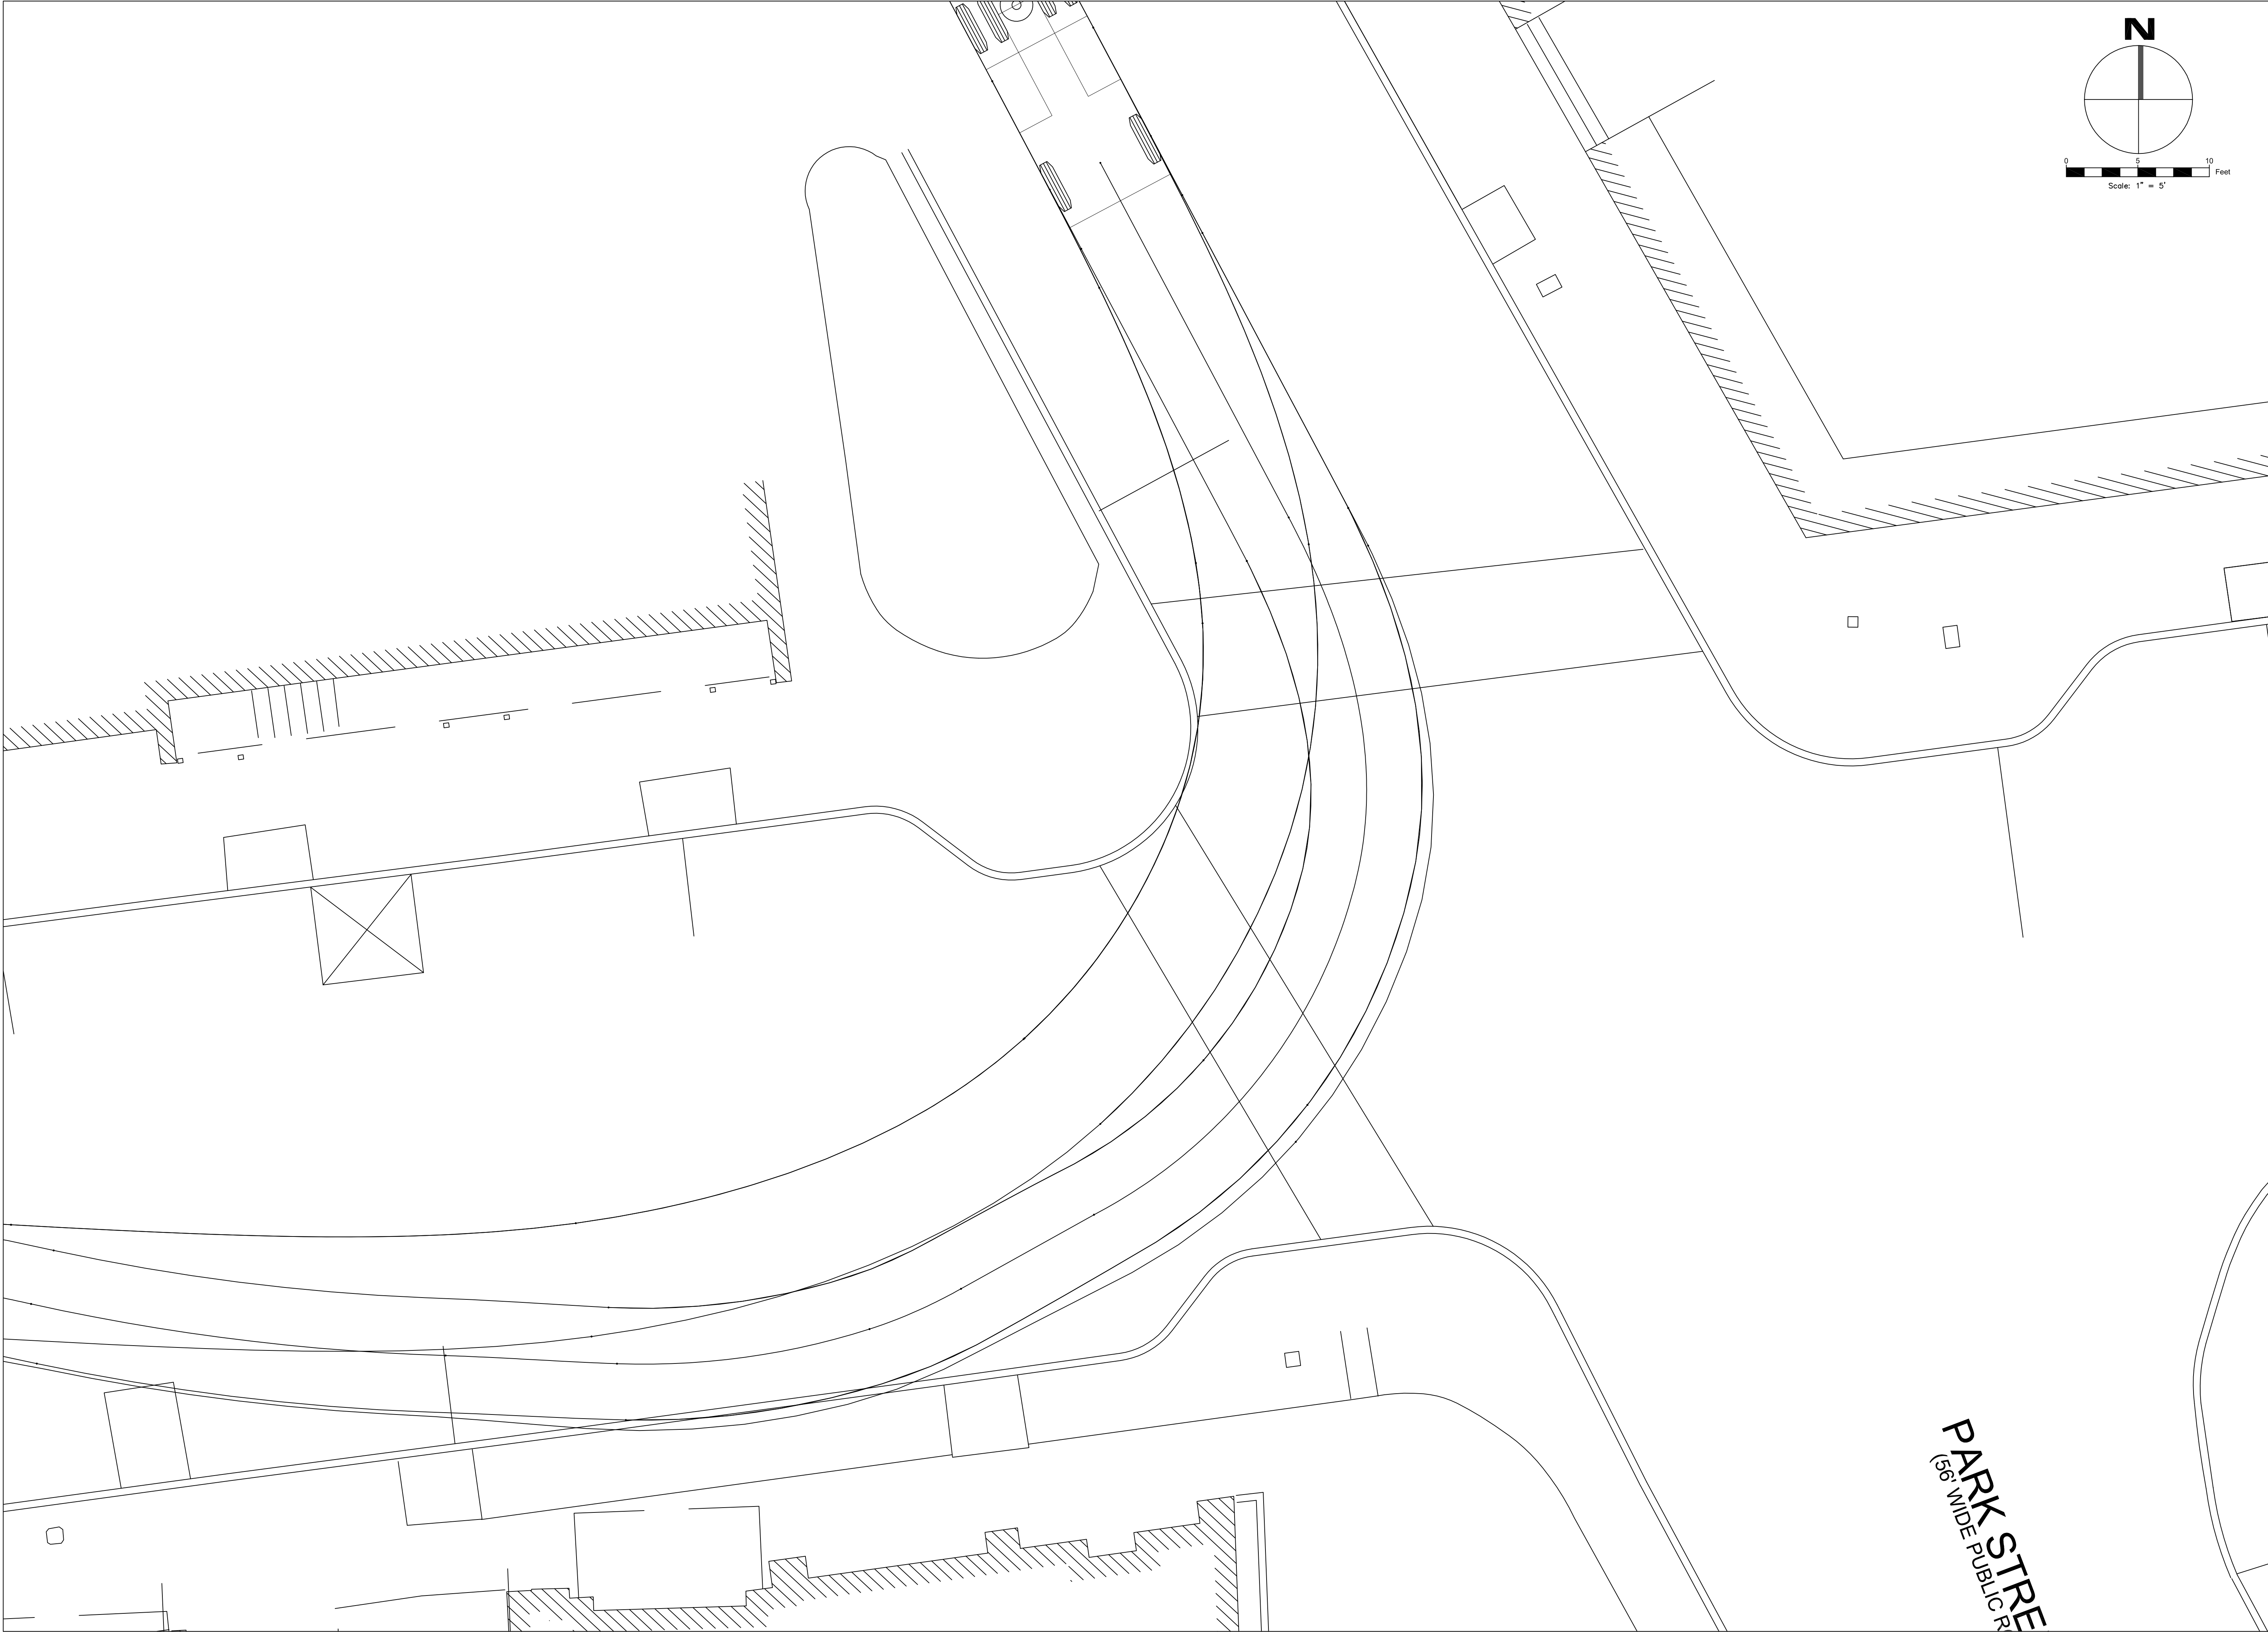 N
0 5 10
Feet
Scale: 1" = 5'
PARK STRE
(56' WIDE PUBLIC R